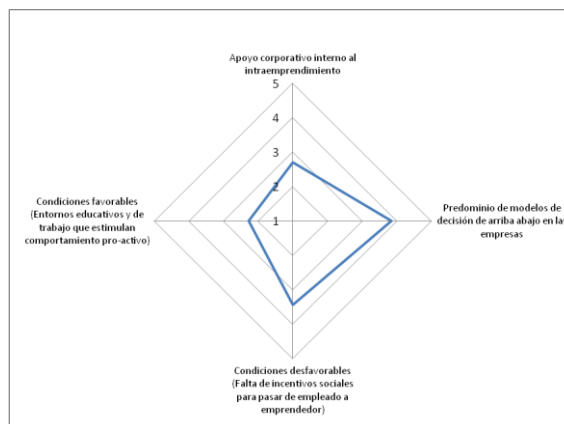 Apoyo corporativo interno al
intraemprendimiento
5
4
3
2
1
Condiciones favorables
(Entornos educativos y de
trabajo que estimulan
comportamiento pro-activo)
Predominio de modelos de
decisión de arriba abajo en las
empresas
Condiciones desfavorables
(Falta de incentivos sociales
para pasar de empleado a
emprendedor)